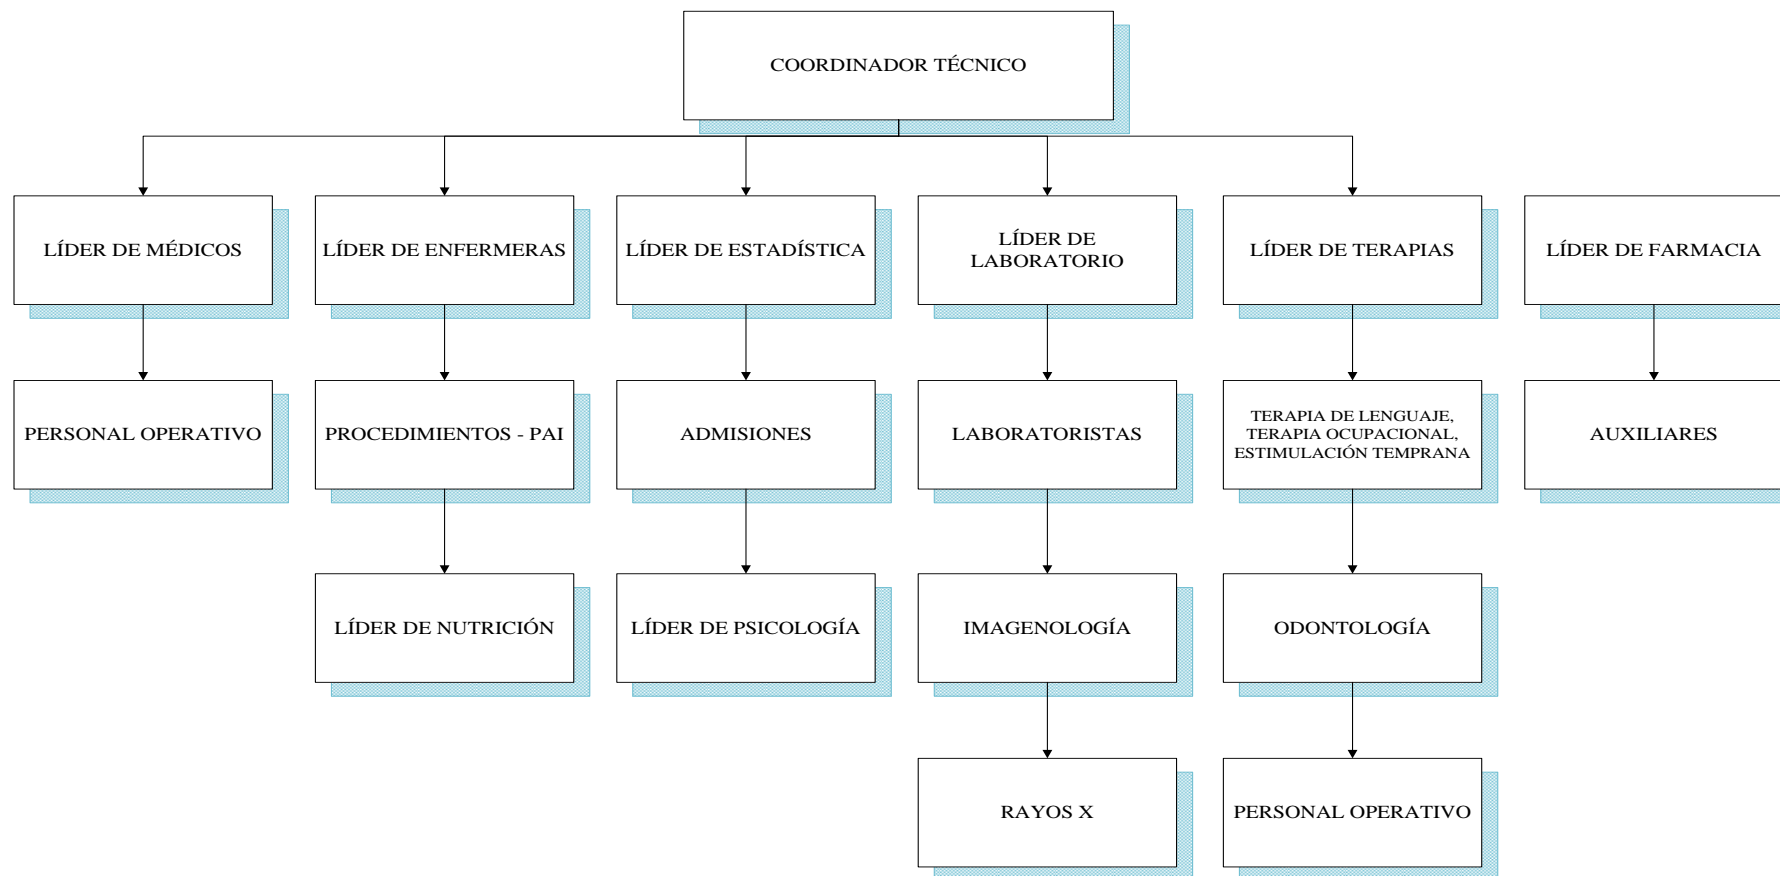 COORDINADOR TÉCNICO
LÍDER DE MÉDICOS
LÍDER DE ENFERMERAS
LÍDER DE ESTADÍSTICA
LÍDER DE
LABORATORIO
LÍDER DE TERAPIAS
LÍDER DE FARMACIA
PERSONAL OPERATIVO
PROCEDIMIENTOS - PAI
ADMISIONES
LABORATORISTAS
TERAPIA DE LENGUAJE,
TERAPIA OCUPACIONAL,
ESTIMULACIÓN TEMPRANA
AUXILIARES
LÍDER DE NUTRICIÓN
LÍDER DE PSICOLOGÍA
IMAGENOLOGÍA
ODONTOLOGÍA
RAYOS X
PERSONAL OPERATIVO